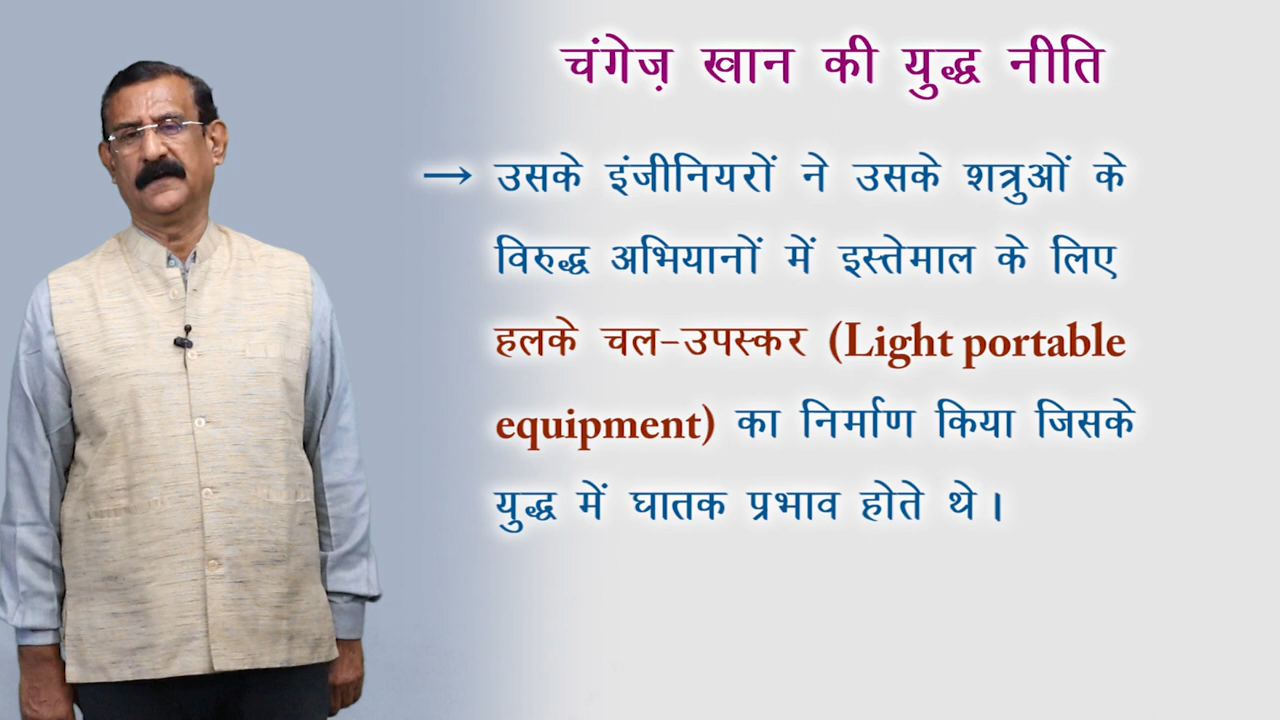 चंगेज़ खान की युद्ध नीति
→ उसके इंजीनियरों ने उसके शत्रुओं के
विरुद्ध अभियानों में इस्तेमाल के लिए
हलके चल-उपस्कर (Light portable
equipment) का निर्माण किया जिसके
युद्ध में घातक प्रभाव होते थे।